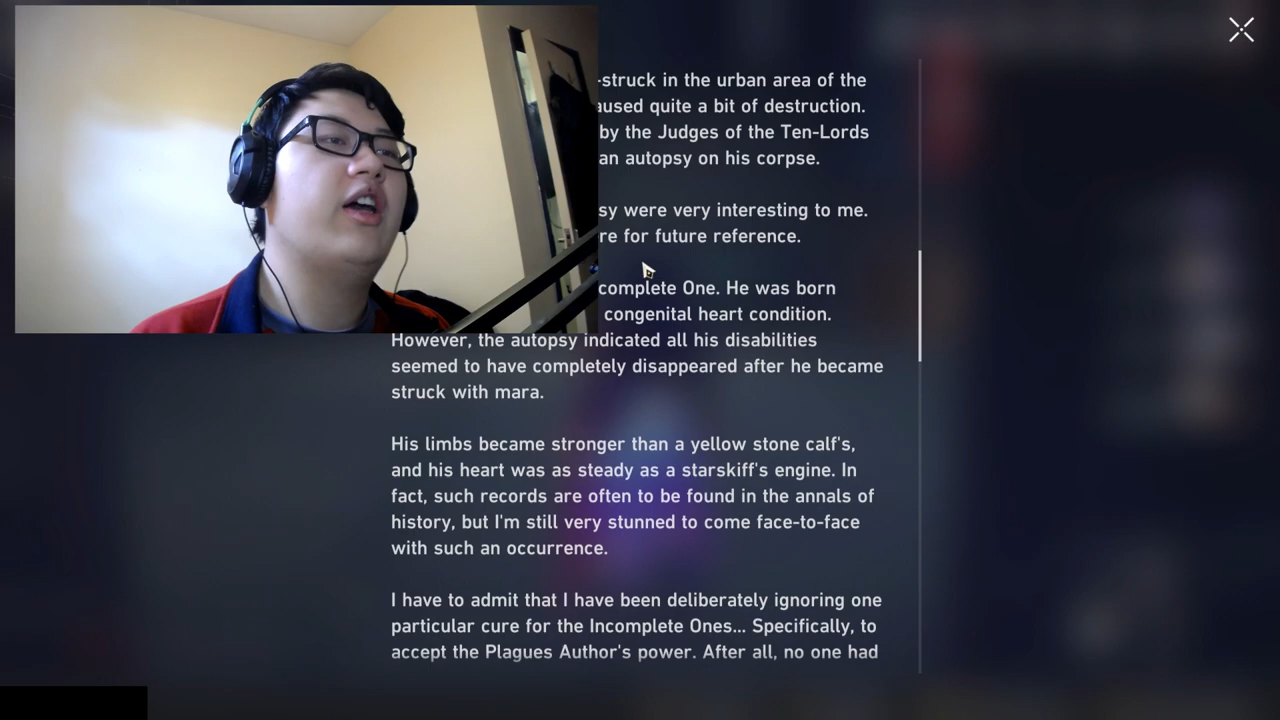 -struck in the urban area of the
aused quite a bit of destruction.
by the Judges of the Ten-Lords
an autopsy on his corpse.
sy were very interesting to me.
re for future reference.
complete One. He was born
congenital heart condition.
However, the autopsy indicated all his disabilities
seemed to have completely disappeared after he became
struck with mara.
His limbs became stronger than a yellow stone calf's,
and his heart was as steady as a starskiff's engine. In
fact, such records are often to be found in the annals of
history, but I'm still very stunned to come face-to-face
with such an occurrence.
I have to admit that I have been deliberately ignoring one
particular cure for the Incomplete Ones... Specifically, to
accept the Plagues Author's power. After all, no one had